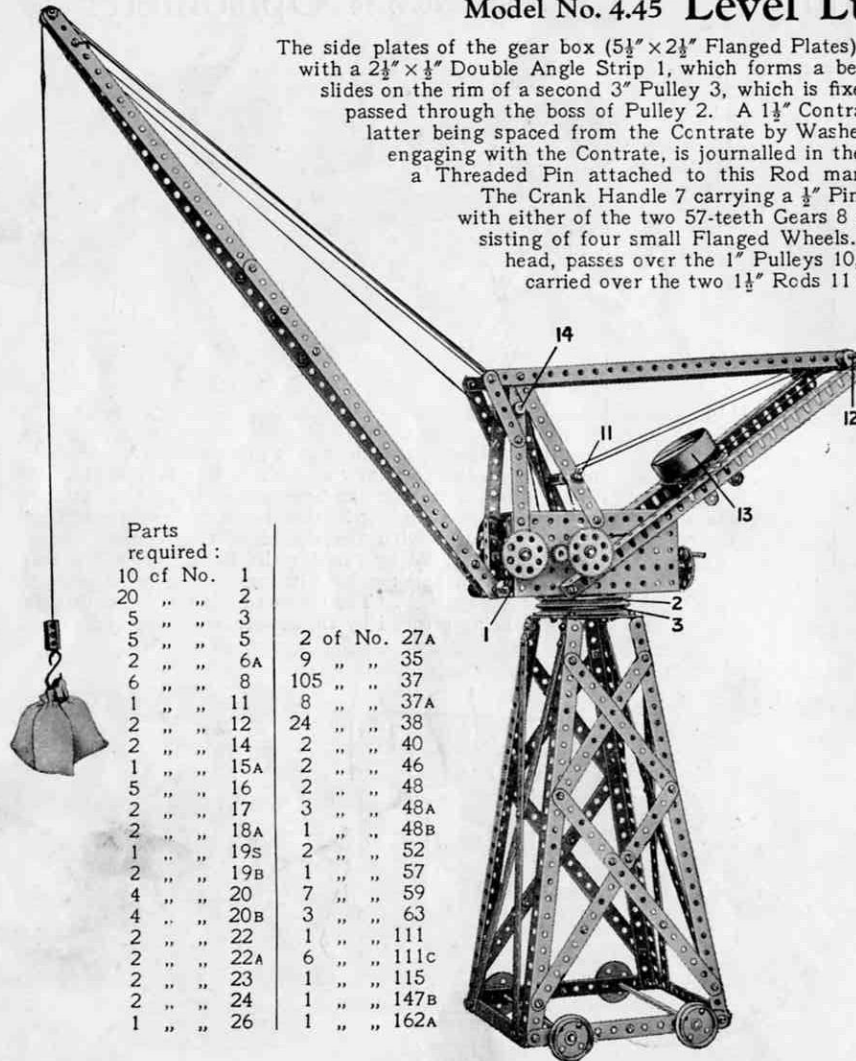 Model No. 4.45 Level Lu
The side plates of the gear box (5½″ × 2½″ Flanged Plates)
with a 2½″ × ½″ Double Angle Strip 1, which forms a be
slides on the rim of a second 3″ Pulley 3, which is fixe
passed through the boss of Pulley 2. A 1½″ Contra
latter being spaced from the Contrate by Washe
engaging with the Contrate, is journalled in the
a Threaded Pin attached to this Rod mar
The Crank Handle 7 carrying a ½″ Pin
with either of the two 57-teeth Gears 8
sisting of four small Flanged Wheels.
head, passes over the 1″ Pulleys 10,
carried over the two 1½″ Rods 11
14
11
12
13
1
2
3
Parts
required :
10 of No. 1
20 „ „ 2
5 „ „ 3
5 „ „ 5
2 „ „ 6A
6 „ „ 8
1 „ „ 11
2 „ „ 12
2 „ „ 14
1 „ „ 15A
5 „ „ 16
2 „ „ 17
2 „ „ 18A
1 „ „ 19S
2 „ „ 19B
4 „ „ 20
4 „ „ 20B
2 „ „ 22
2 „ „ 22A
2 „ „ 23
2 „ „ 24
1 „ „ 26
2 of No. 27A
9 „ „ 35
105 „ „ 37
8 „ „ 37A
24 „ „ 38
2 „ „ 40
2 „ „ 46
2 „ „ 48
3 „ „ 48A
1 „ „ 48B
2 „ „ 52
1 „ „ 57
7 „ „ 59
3 „ „ 63
1 „ „ 111
6 „ „ 111C
1 „ „ 115
1 „ „ 147B
1 „ „ 162A